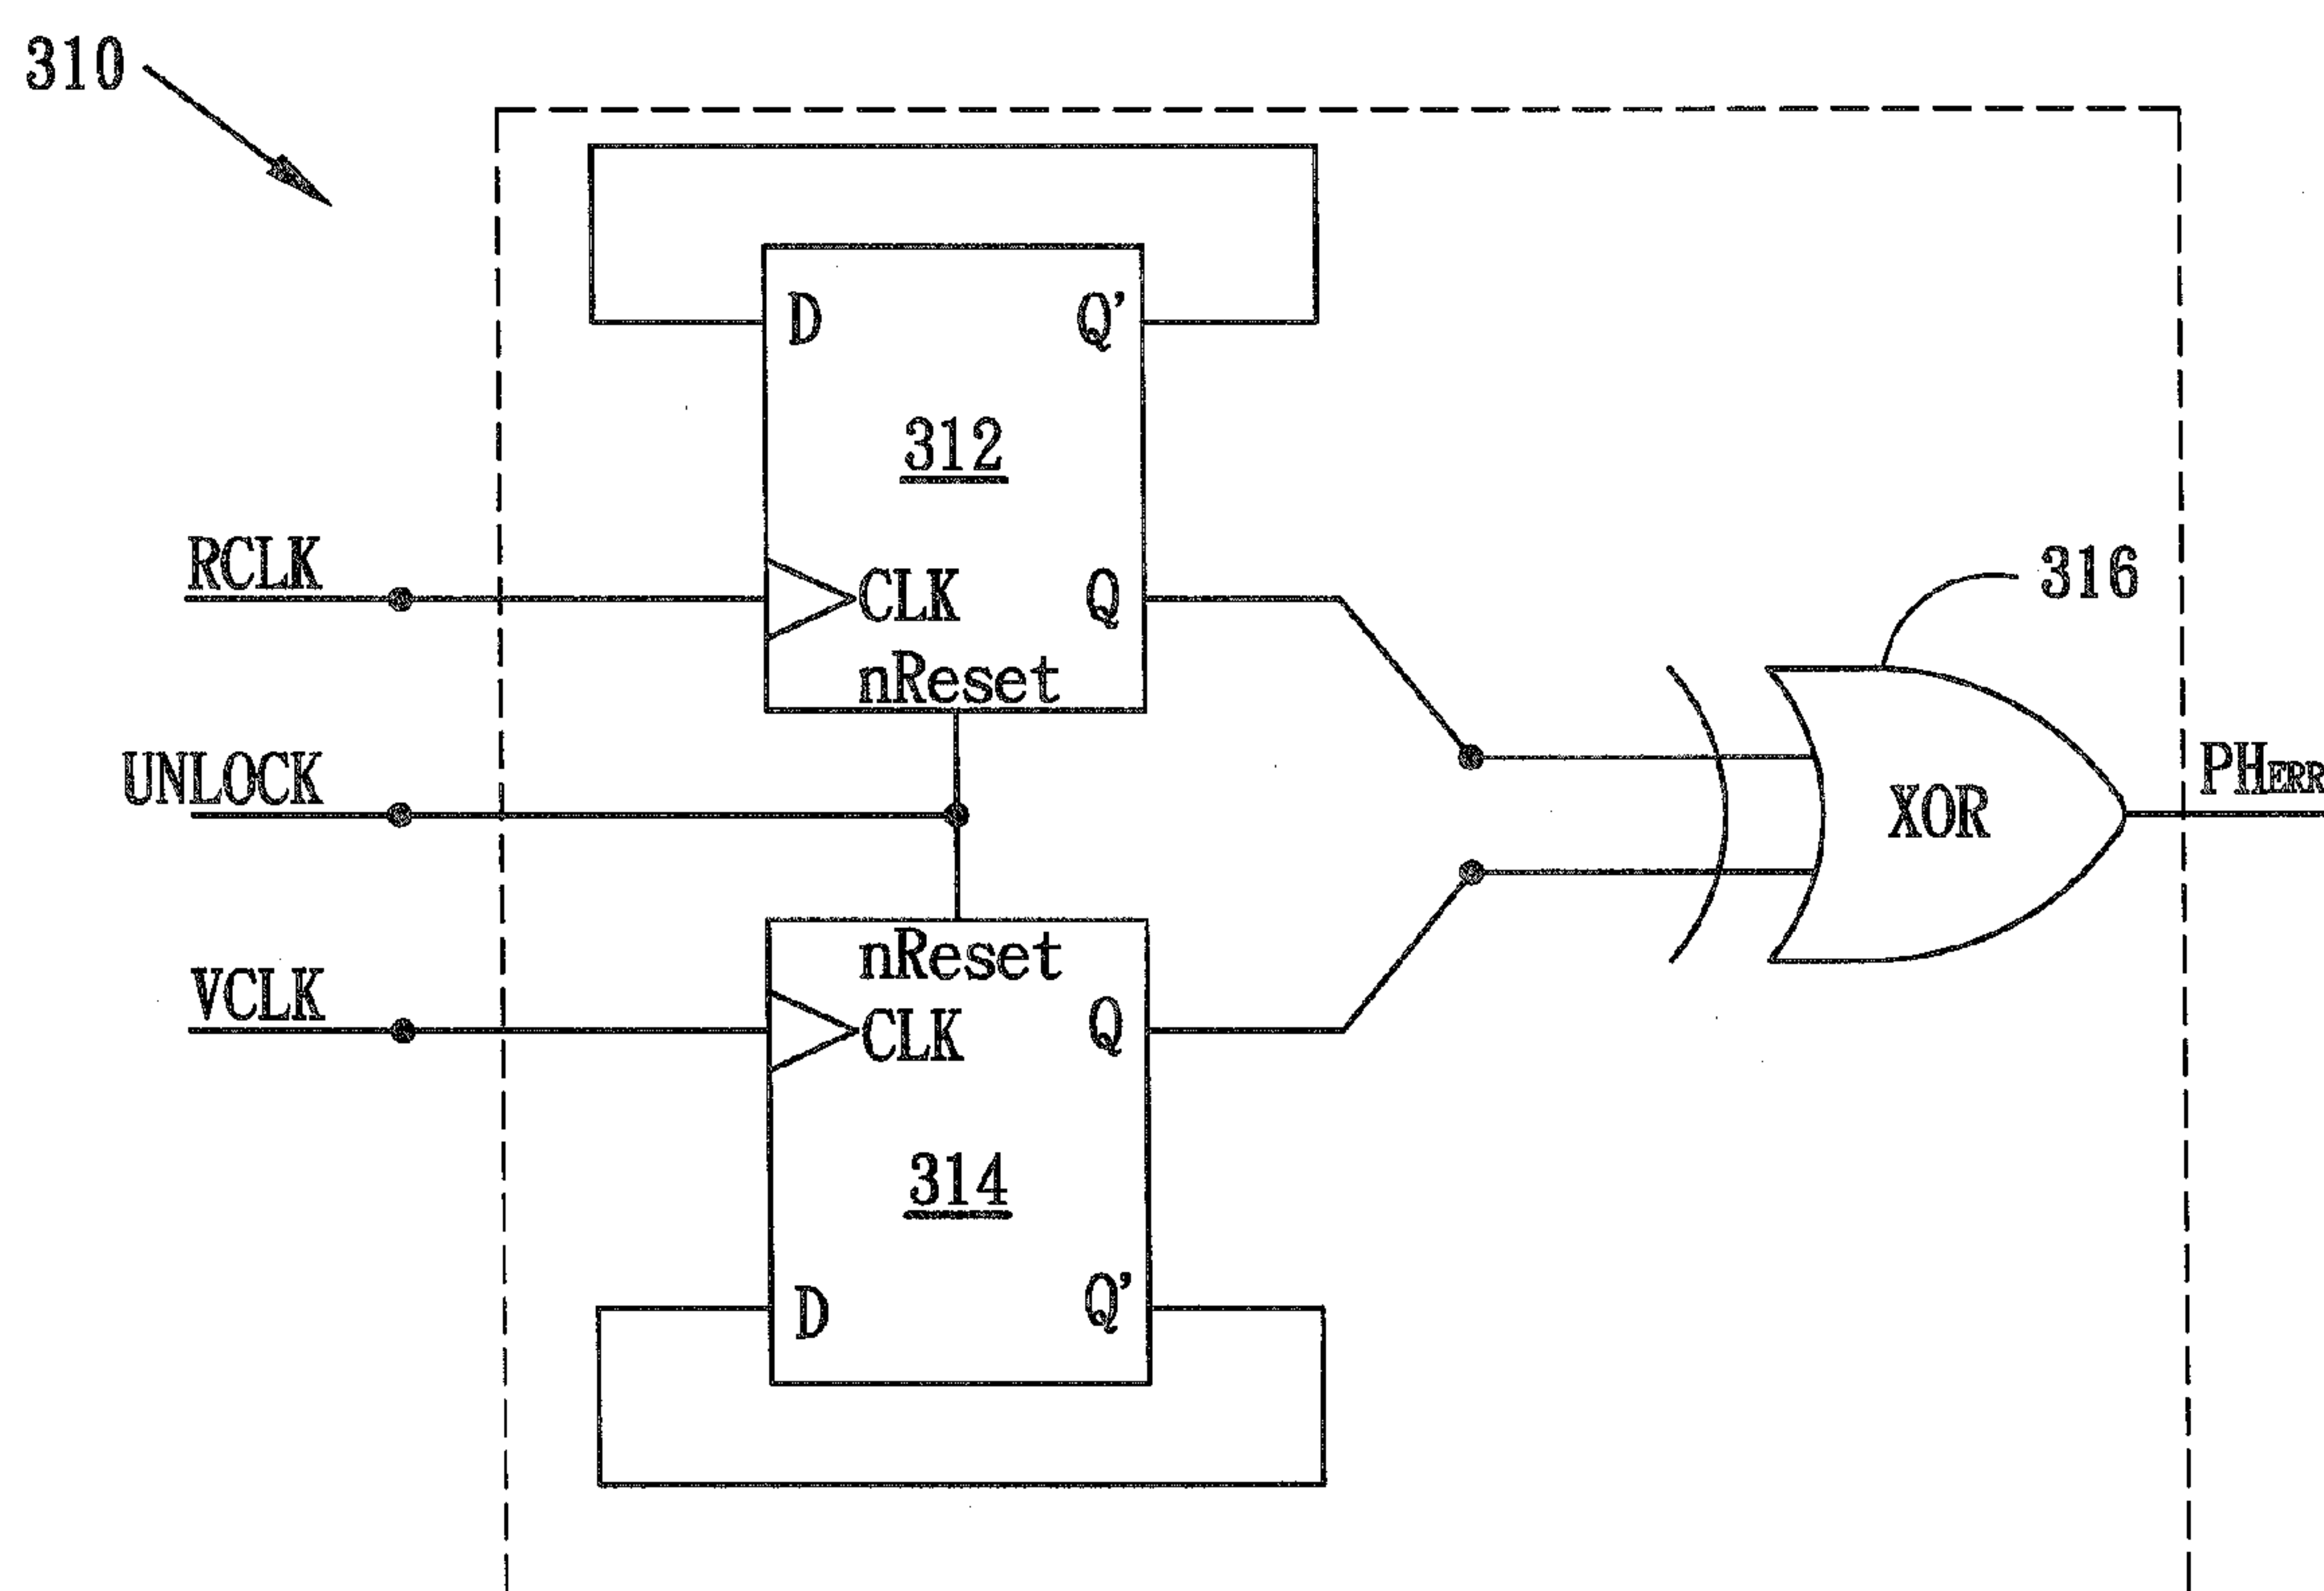 310
D
Q'
312
RCLK
CLK
Q
316
nReset
UNLOCK
XOR
PHERR
nReset
VCLK
CLK
Q
314
D
Q'